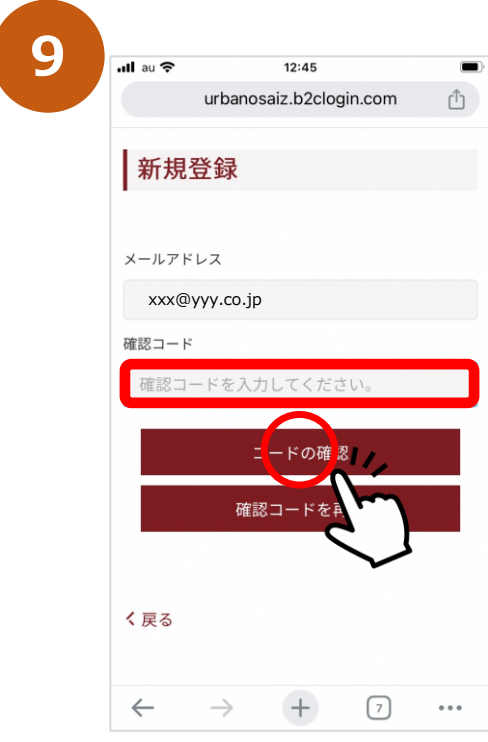 9
au 12:45
urbanosaiz.b2clogin.com
新規登録
メールアドレス
xxx@yyy.co.jp
確認コード
確認コードを入力してください。
コードの確認
確認コードを再
戻る
7